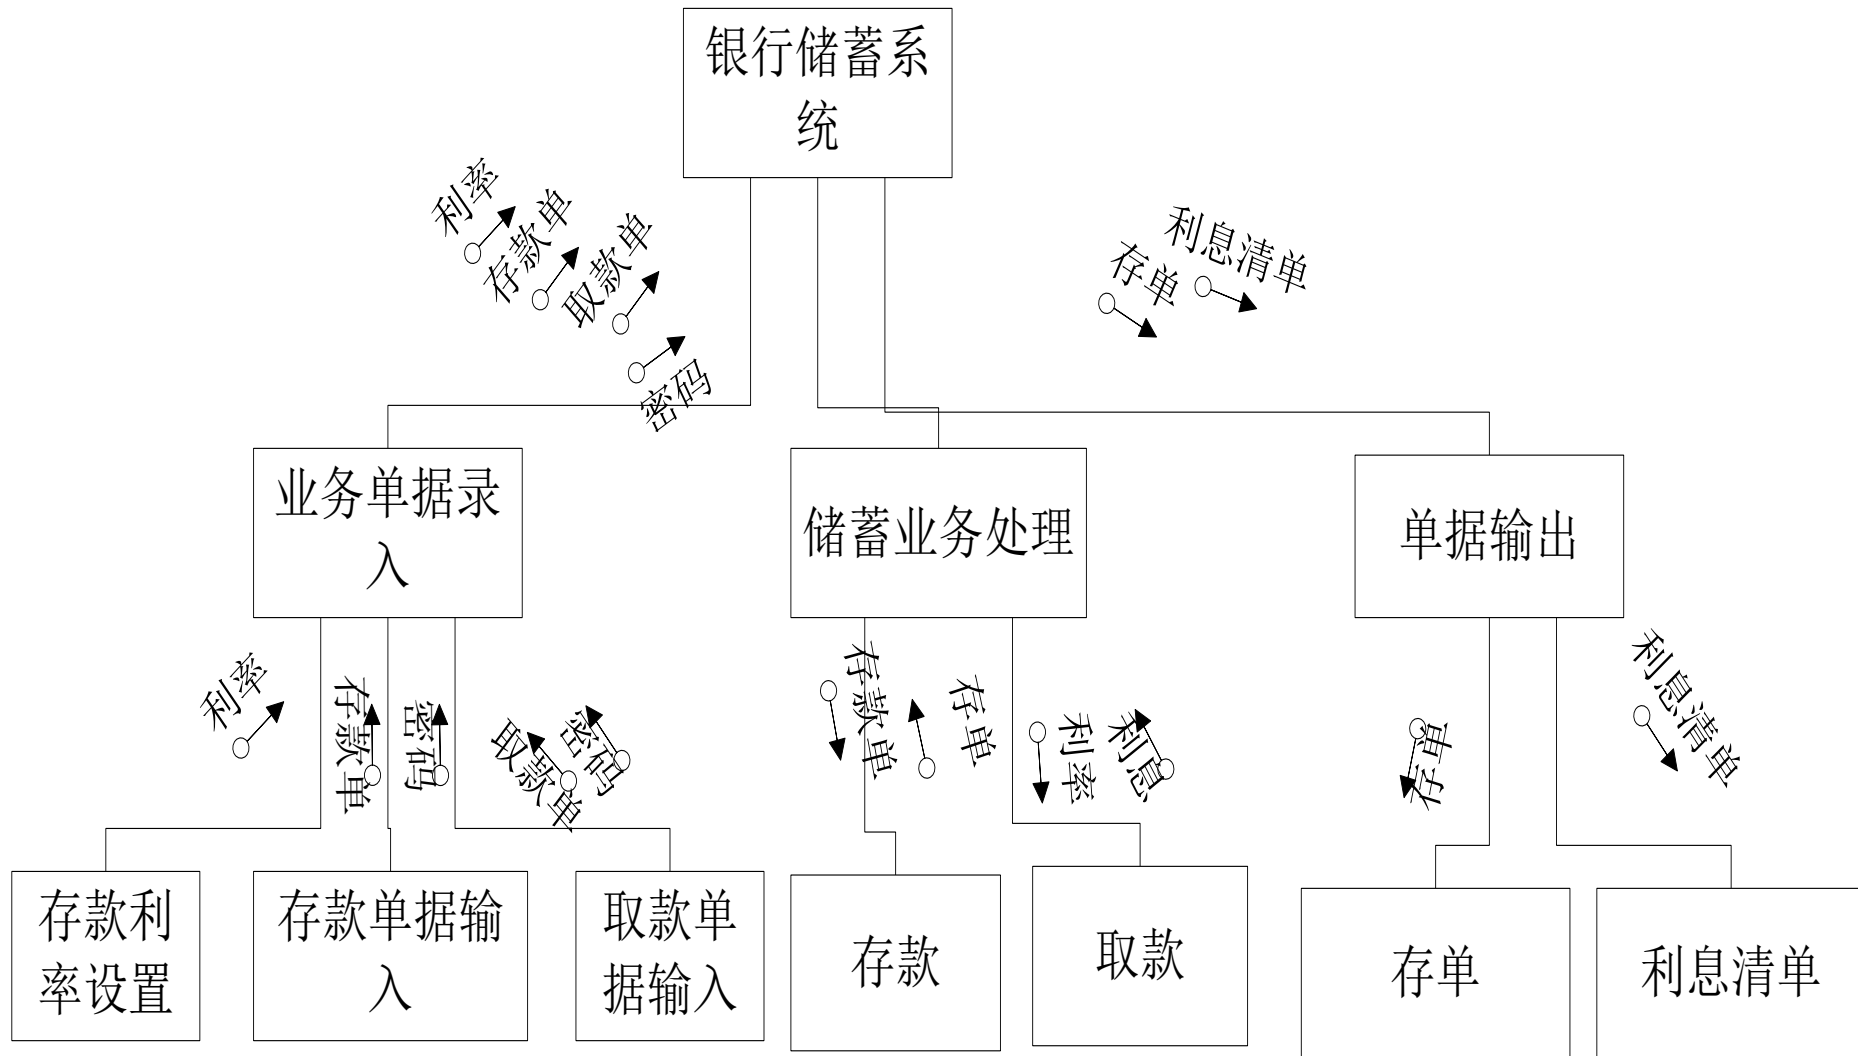 银行储蓄系
统
利率
存款单
取款单
密码
利息清单
存单
业务单据录
入
储蓄业务处理
单据输出
利率
存款单
密码
取款单
密码
存款单
存单
利率
利息
存单
利息清单
存款利
率设置
存款单据输
入
取款单
据输入
存款
取款
存单
利息清单